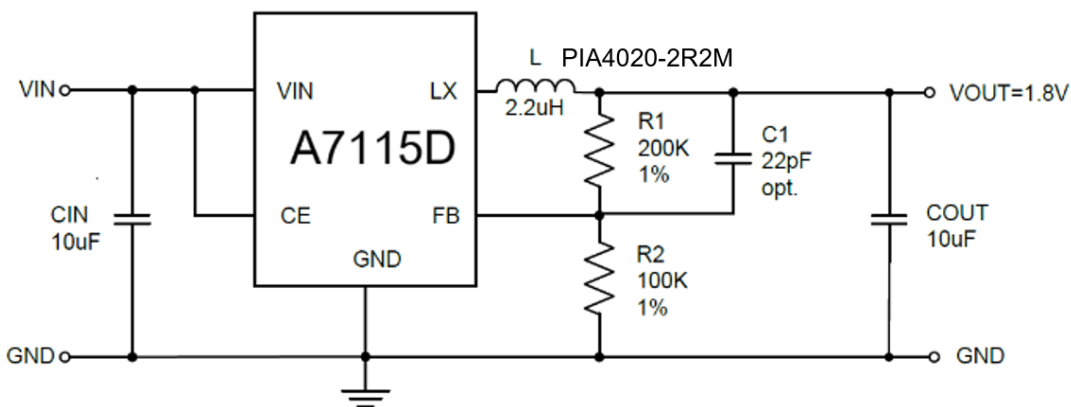 L PIA4020-2R2M
2.2uH
VIN
VIN
LX
VOUT=1.8V
A7115D
R1
200K
1%
C1
22pF
opt.
CIN
10uF
CE
FB
COUT
10uF
GND
R2
100K
1%
GND
GND